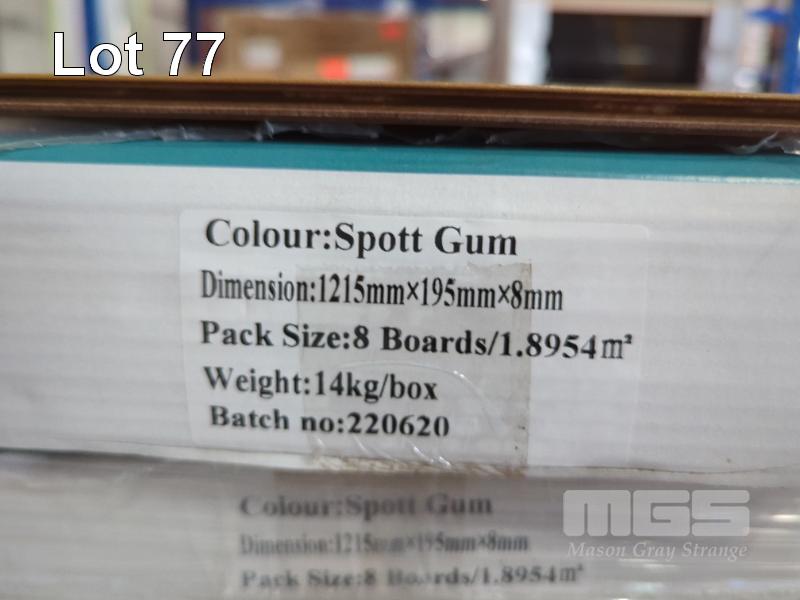 Lot 77
Colour:Spott Gum
Dimension:1215mm×195mm×8mm
Pack Size:8 Boards/1.8954m²
Weight:14kg/box
Batch no:220620
Colour:Spott Gum
Dimension:1215mm×195mm×8mm
Pack Size:8 Boards/1.8954m²
MGS
Mason Gray Strange